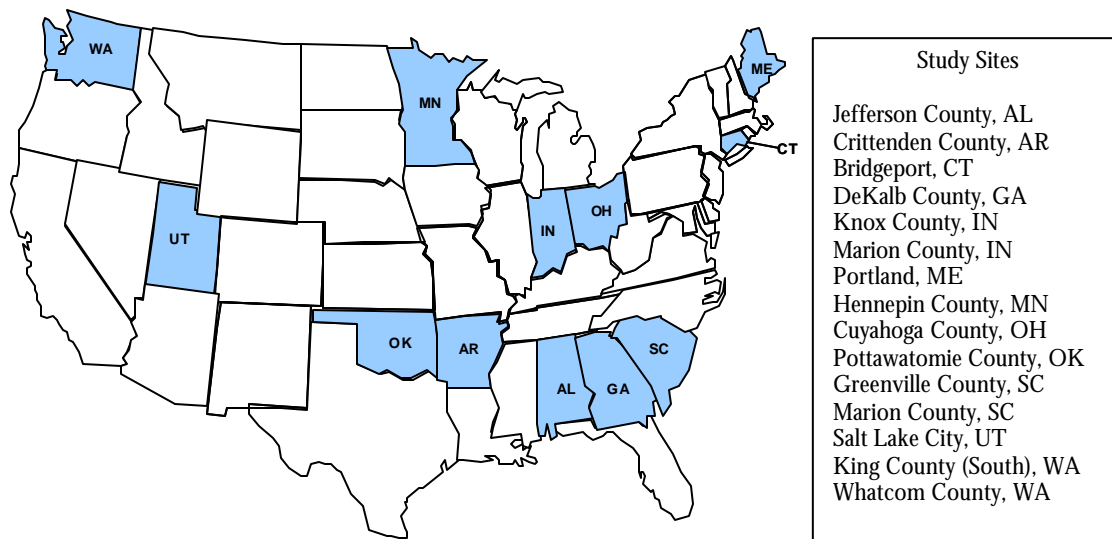 WA
MN
ME
CT
UT
IN
OH
OK
AR
SC
AL
GA
Study Sites
Jefferson County, AL
Crittenden County, AR
Bridgeport, CT
DeKalb County, GA
Knox County, IN
Marion County, IN
Portland, ME
Hennepin County, MN
Cuyahoga County, OH
Pottawatomie County, OK
Greenville County, SC
Marion County, SC
Salt Lake City, UT
King County (South), WA
Whatcom County, WA